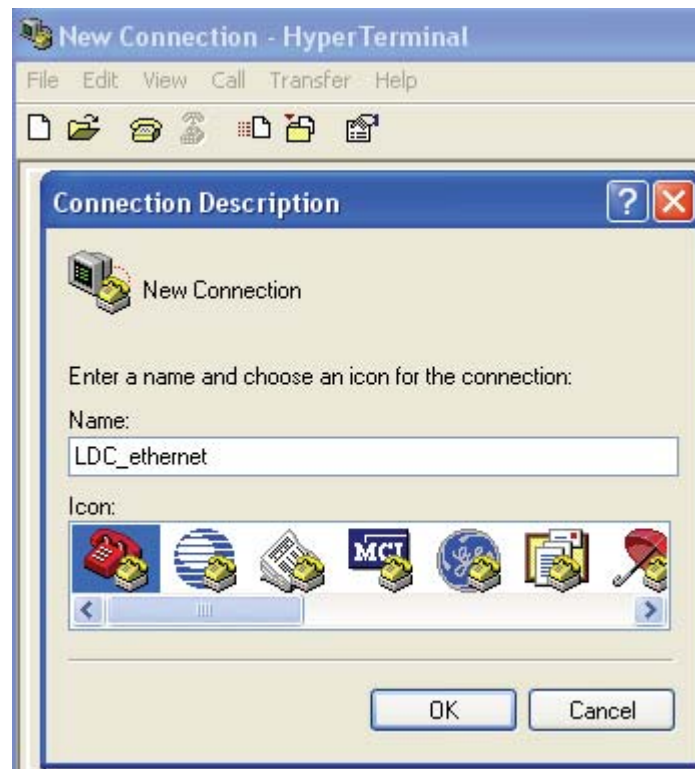 New Connection - HyperTerminal
File Edit View Call Transfer Help
Connection Description
New Connection
Enter a name and choose an icon for the connection:
Name:
LDC_ethernet
Icon:
MCI
OK Cancel